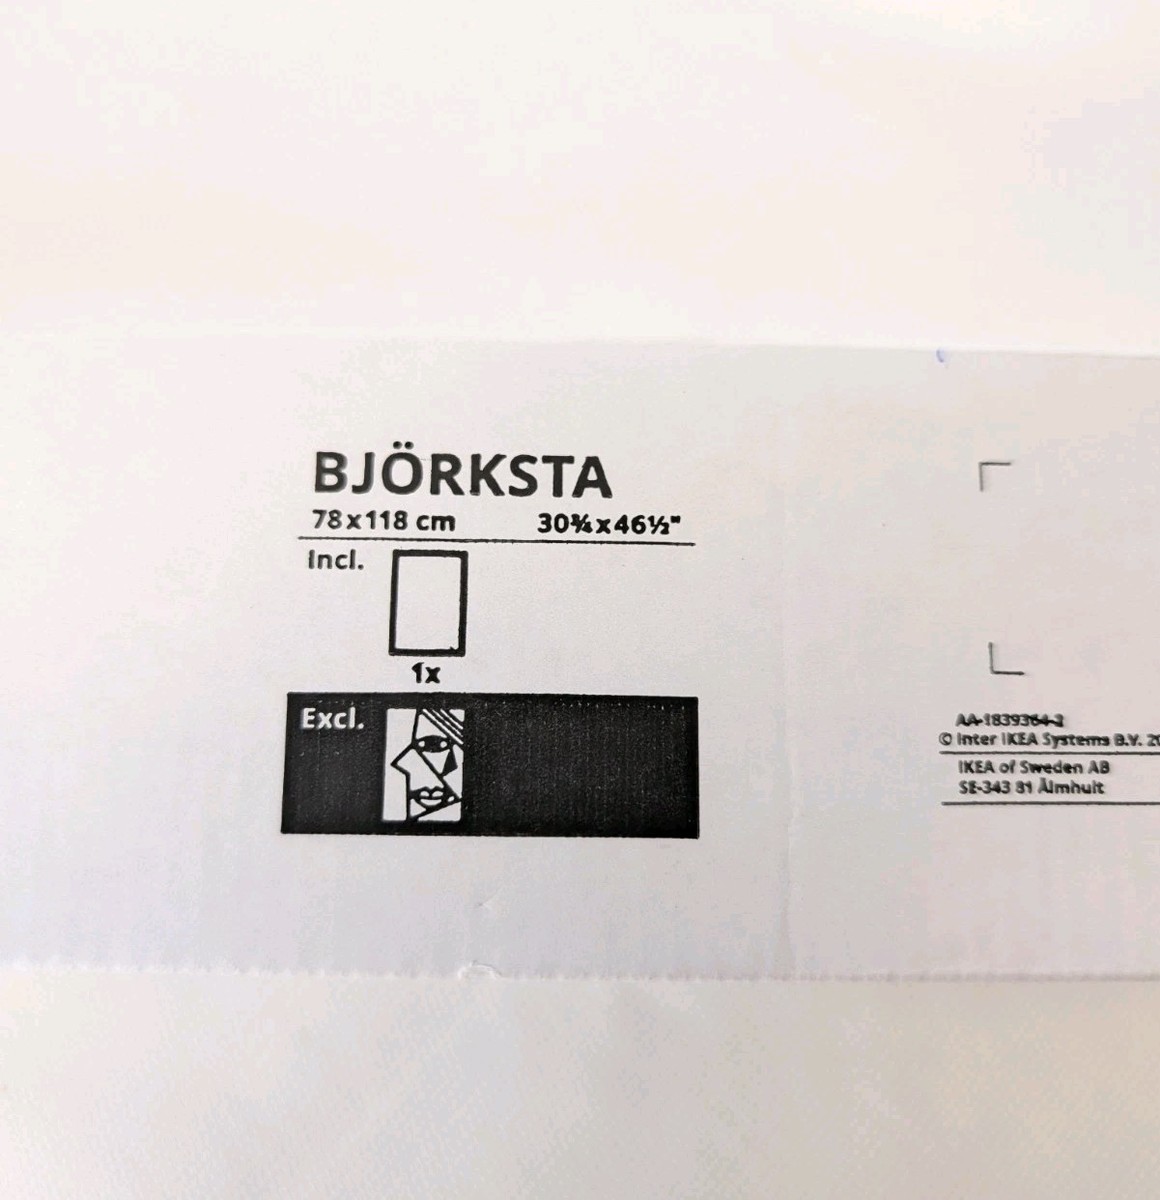 BJÖRKSTA
78x118 cm 30¾x46½"
Incl.
1x
Excl.
AA-1839364-2
© Inter IKEA Systems B.V. 20
IKEA of Sweden AB
SE-343 81 Älmhult